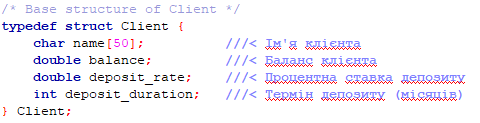 /* Base structure of Client */
typedef struct Client {
    char name[50];          ///< Ім'я клієнта
    double balance;         ///< Баланс клієнта
    double deposit_rate;    ///< Процентна ставка депозиту
    int deposit_duration;   ///< Термін депозиту (місяців)
} Client;